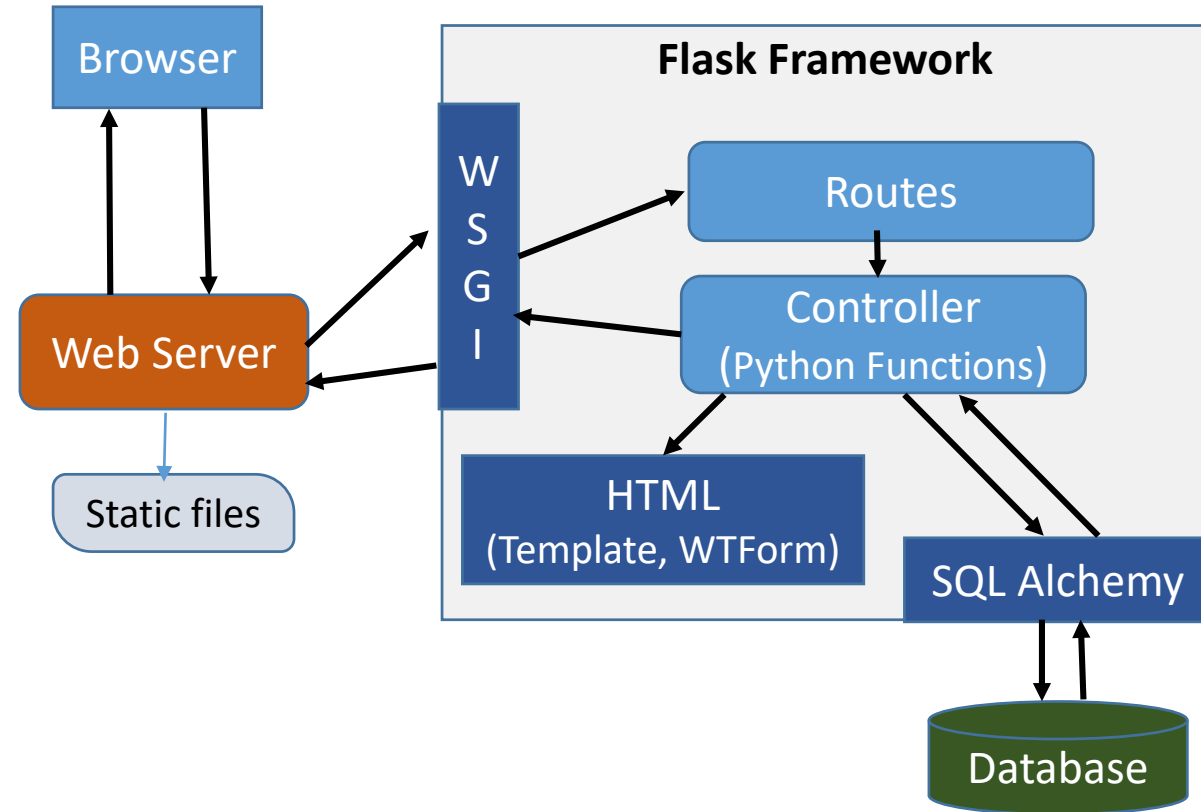 Browser
Flask Framework
W
S
G
I
Routes
Controller
(Python Functions)
Web Server
Static files
HTML
(Template, WTForm)
SQL Alchemy
Database